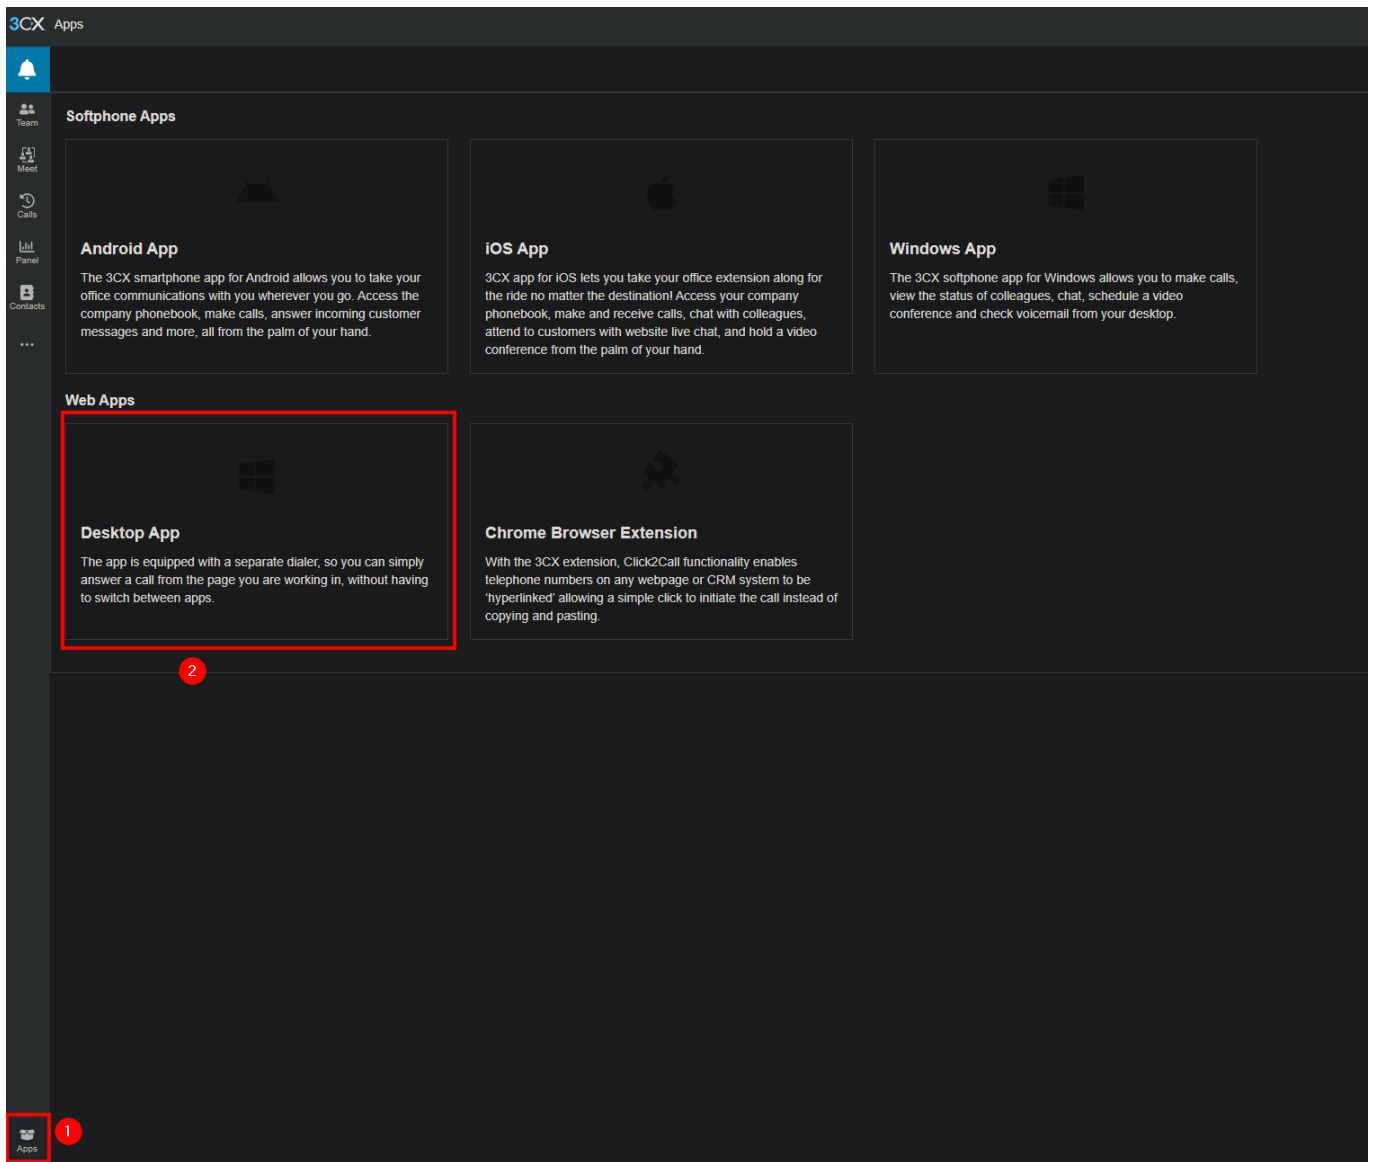 3CX Apps
Team
Meet
Calls
Panel
Contacts
Softphone Apps
Android App
The 3CX smartphone app for Android allows you to take your
office communications with you wherever you go. Access the
company phonebook, make calls, answer incoming customer
messages and more, all from the palm of your hand.
iOS App
3CX app for iOS lets you take your office extension along for
the ride no matter the destination! Access your company
phonebook, make and receive calls, chat with colleagues,
attend to customers with website live chat, and hold a video
conference from the palm of your hand.
Windows App
The 3CX softphone app for Windows allows you to make calls,
view the status of colleagues, chat, schedule a video
conference and check voicemail from your desktop.
Web Apps
Desktop App
The app is equipped with a separate dialer, so you can simply
answer a call from the page you are working in, without having
to switch between apps.
Chrome Browser Extension
With the 3CX extension, Click2Call functionality enables
telephone numbers on any webpage or CRM system to be
‘hyperlinked’ allowing a simple click to initiate the call instead of
copying and pasting.
2
1
Apps